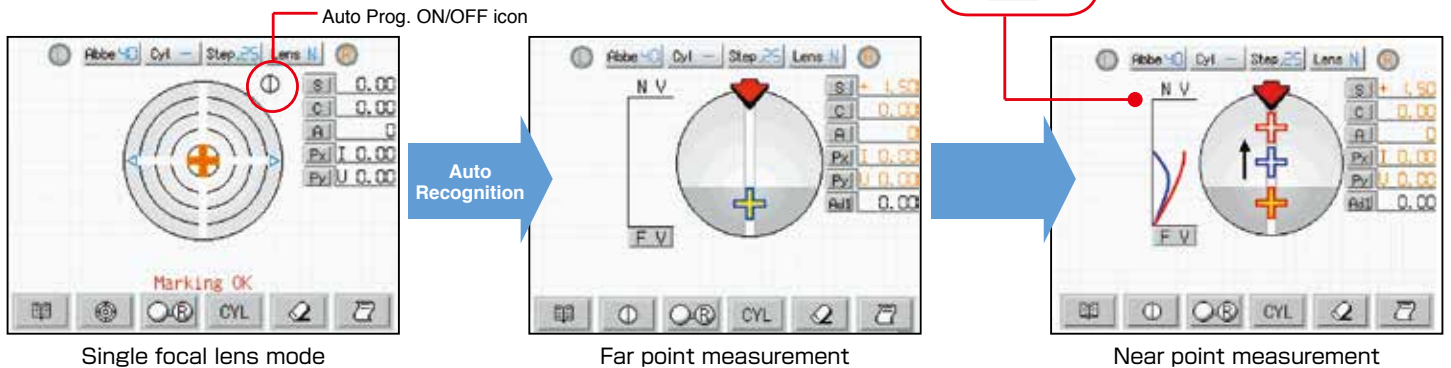 Auto Prog. ON/OFF icon
Abbe 40 Cyl - Step.25 Lens N R
S 0.00
C 0.00
A 0
Px I 0.00
Py U 0.00
Marking OK
R CYL
Single focal lens mode
Auto
Recognition
Abbe 40 Cyl - Step.25 Lens N R
N V
S + 1.50
C 0.00
A 0
Px I 0.00
Py U 0.00
Ad1 0.00
F V
R CYL
Far point measurement
Abbe 40 Cyl - Step.25 Lens N R
N V
S + 1.50
C 0.00
A 0
Px I 0.00
Py U 0.00
Ad1 0.00
F V
R CYL
Near point measurement